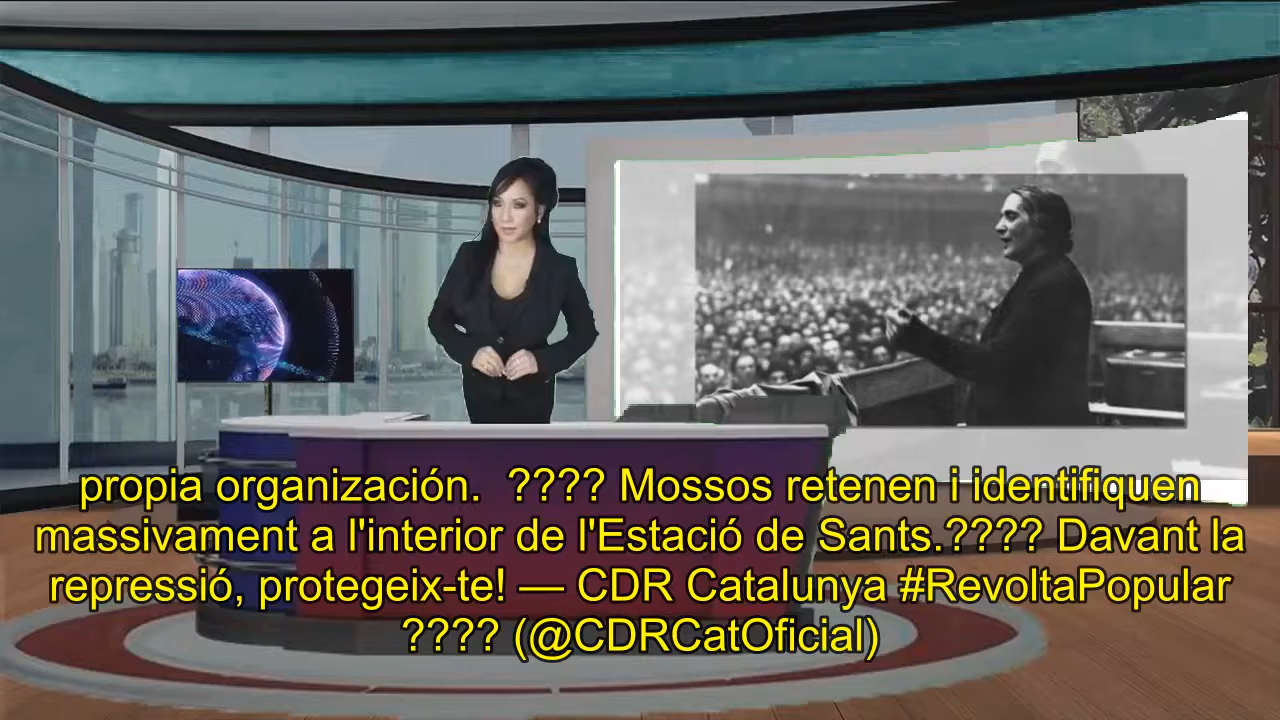 propia organización.  ???? Mossos retenen i identifiquen
massivament a l'interior de l'Estació de Sants.???? Davant la
repressió, protegeix-te! — CDR Catalunya #RevoltaPopular
???? (@CDRCatOficial)